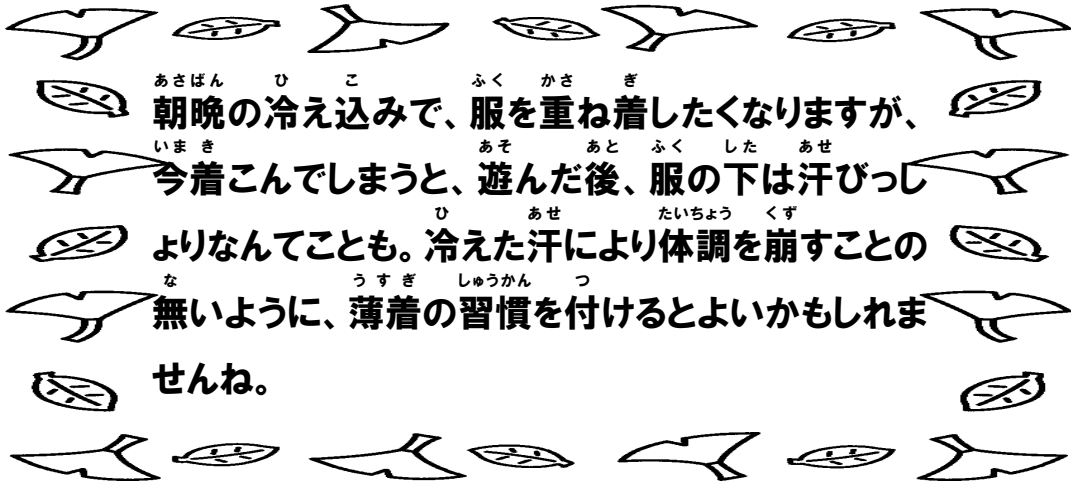 朝晩の冷え込みで、服を重ね着したくなりますが、
今着こんでしまうと、遊んだ後、服の下は汗びっし
ょりなんてことも。冷えた汗により体調を崩すことの
無いように、薄着の習慣を付けるとよいかもしれま
せんね。